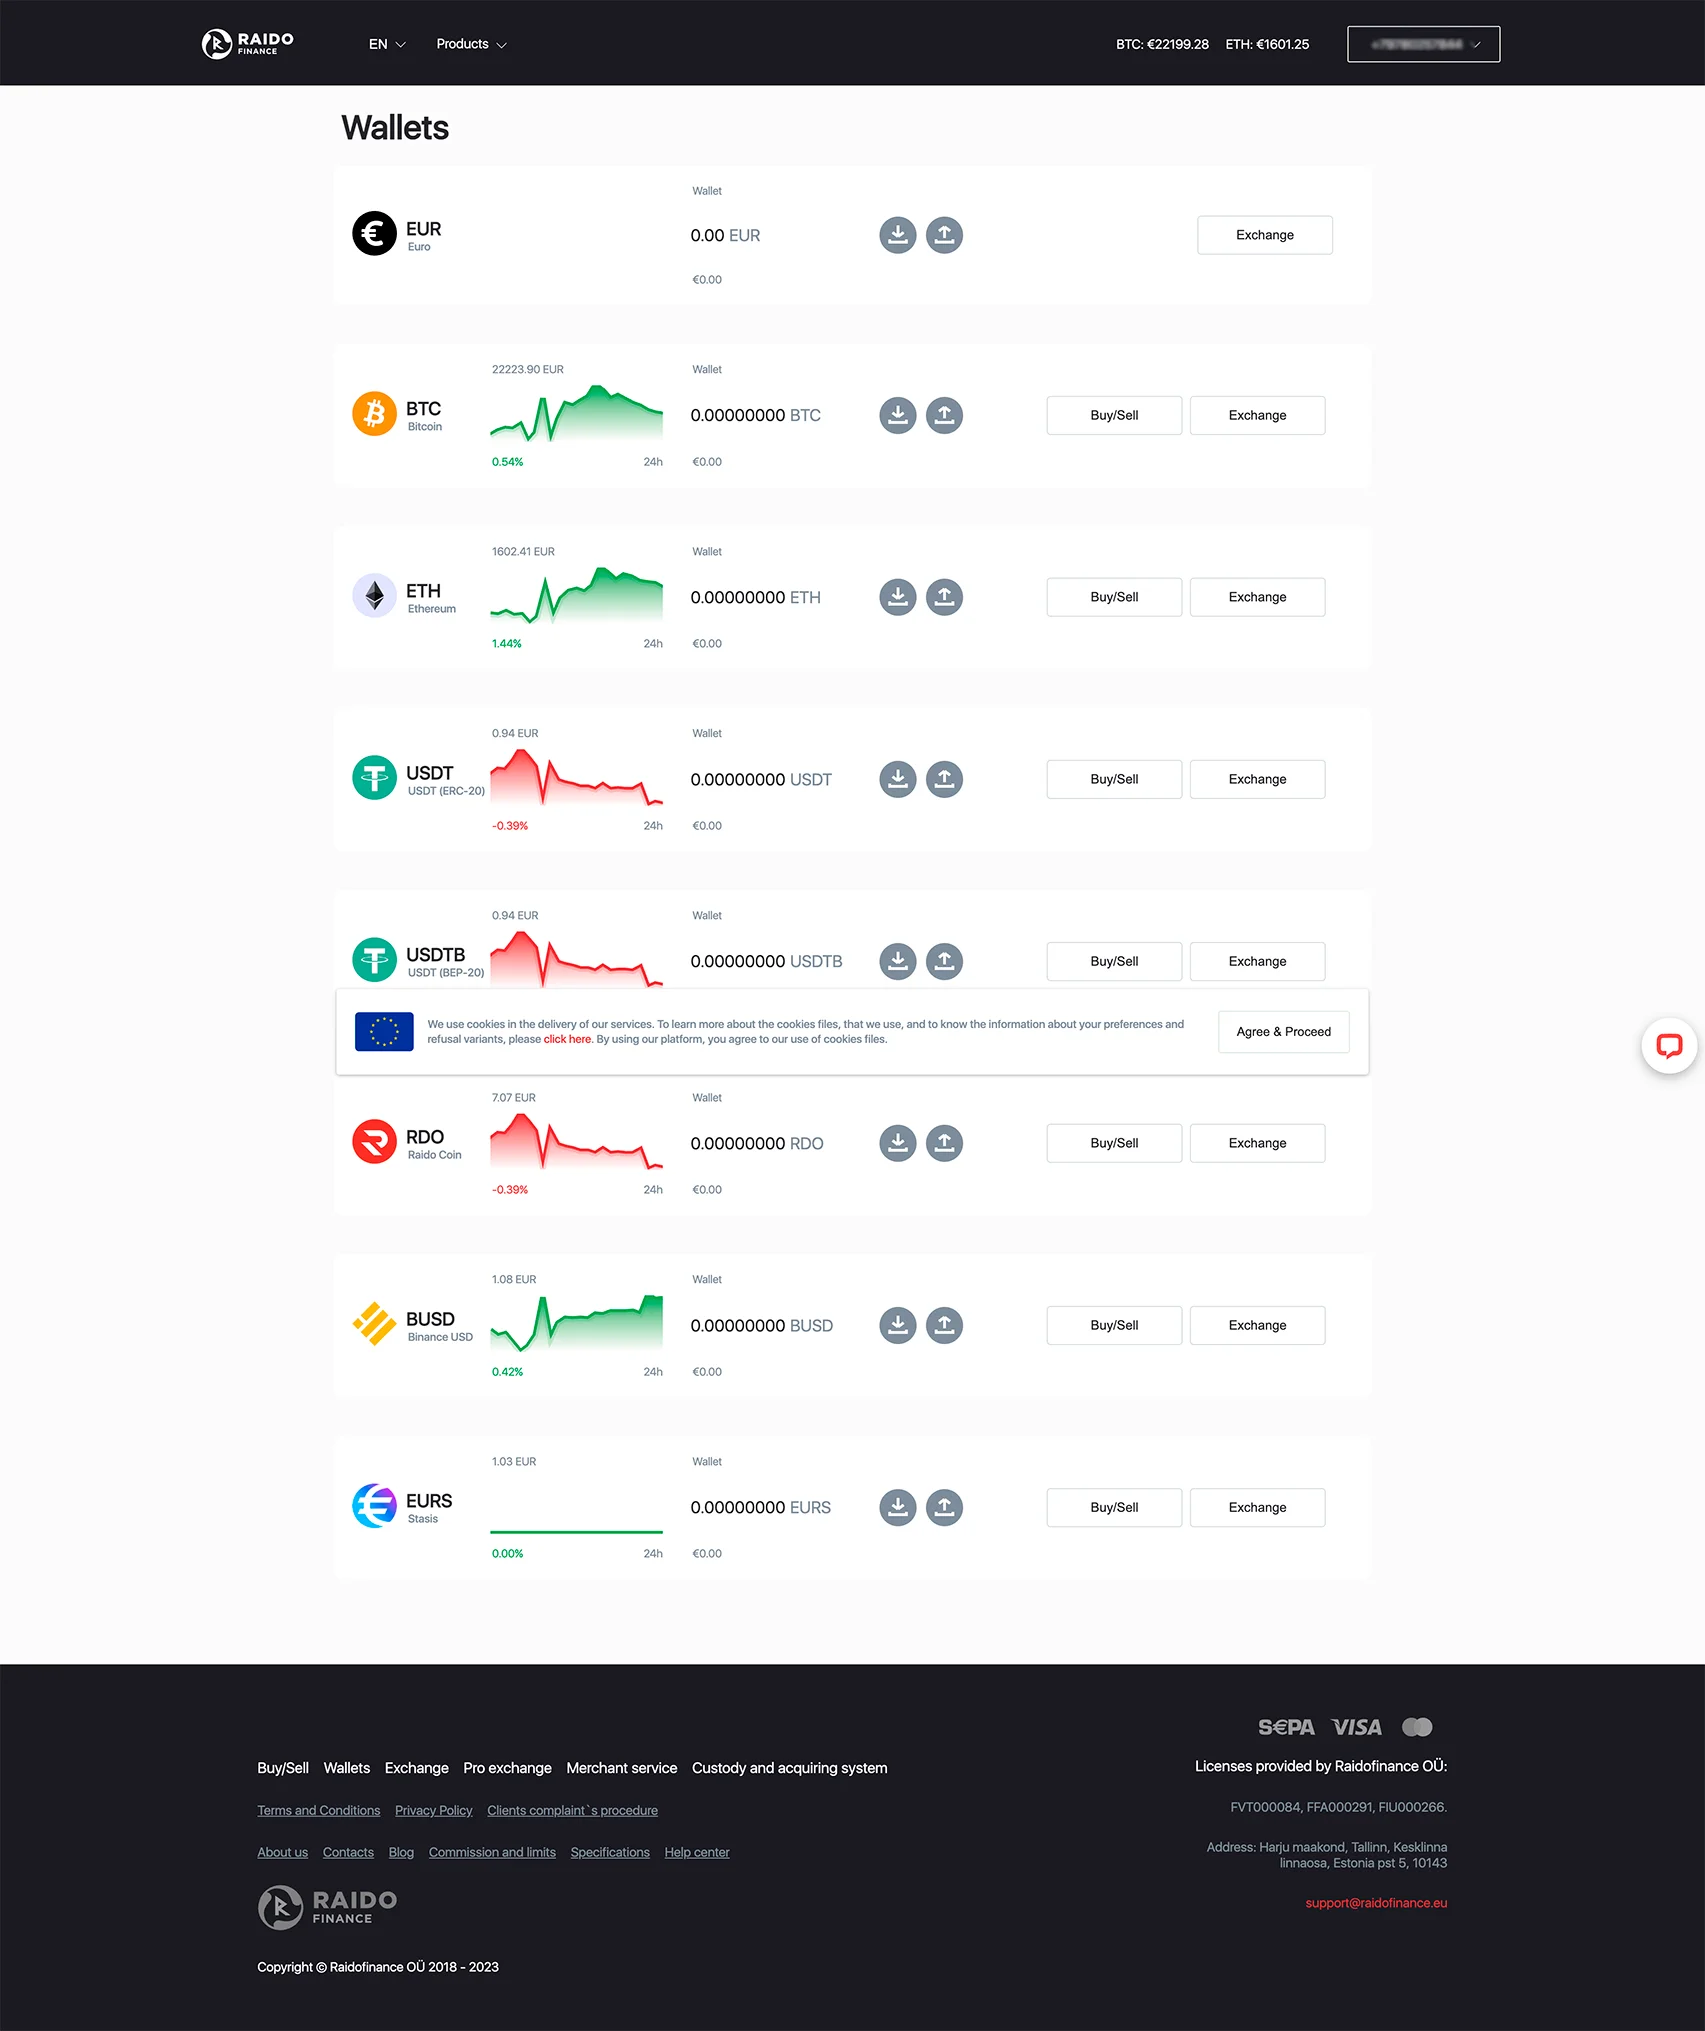 RAIDO
FINANCE
EN
Products
BTC: €22199.28
ETH: €1601.25
Wallets
EUR
Euro
Wallet
0.00 EUR
€0.00
Exchange
BTC
Bitcoin
22223.90 EUR
0.54%
24h
Wallet
0.00000000 BTC
€0.00
Buy/Sell
Exchange
ETH
Ethereum
1602.41 EUR
1.44%
24h
Wallet
0.00000000 ETH
€0.00
Buy/Sell
Exchange
USDT
USDT (ERC-20)
0.94 EUR
-0.39%
24h
Wallet
0.00000000 USDT
€0.00
Buy/Sell
Exchange
USDTB
USDT (BEP-20)
0.94 EUR
Wallet
0.00000000 USDTB
Buy/Sell
Exchange
We use cookies in the delivery of our services. To learn more about the cookies files, that we use, and to know the information about your preferences and
refusal variants, please click here. By using our platform, you agree to our use of cookies files.
Agree & Proceed
RDO
Raido Coin
7.07 EUR
-0.39%
24h
Wallet
0.00000000 RDO
€0.00
Buy/Sell
Exchange
BUSD
Binance USD
1.08 EUR
0.42%
24h
Wallet
0.00000000 BUSD
€0.00
Buy/Sell
Exchange
EURS
Stasis
1.03 EUR
0.00%
24h
Wallet
0.00000000 EURS
€0.00
Buy/Sell
Exchange
Buy/Sell Wallets Exchange Pro exchange Merchant service Custody and acquiring system
Terms and Conditions Privacy Policy Clients complaint`s procedure
About us Contacts Blog Commission and limits Specifications Help center
RAIDO
FINANCE
Copyright © Raidofinance OÜ 2018 - 2023
S€PA VISA
Licenses provided by Raidofinance OÜ:
FVT000084, FFA000291, FIU000266.
Address: Harju maakond, Tallinn, Kesklinna
linnaosa, Estonia pst 5, 10143
support@raidofinance.eu